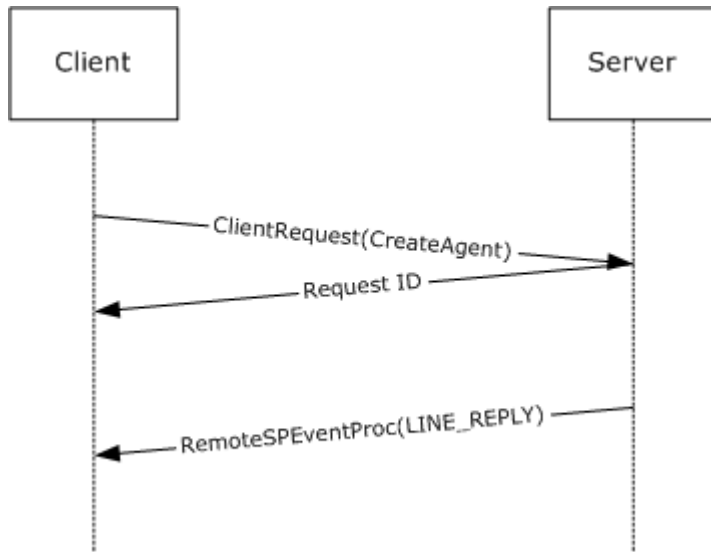 Client
Server
ClientRequest(CreateAgent)
Request ID
RemoteSPEventProc(LINE_REPLY)